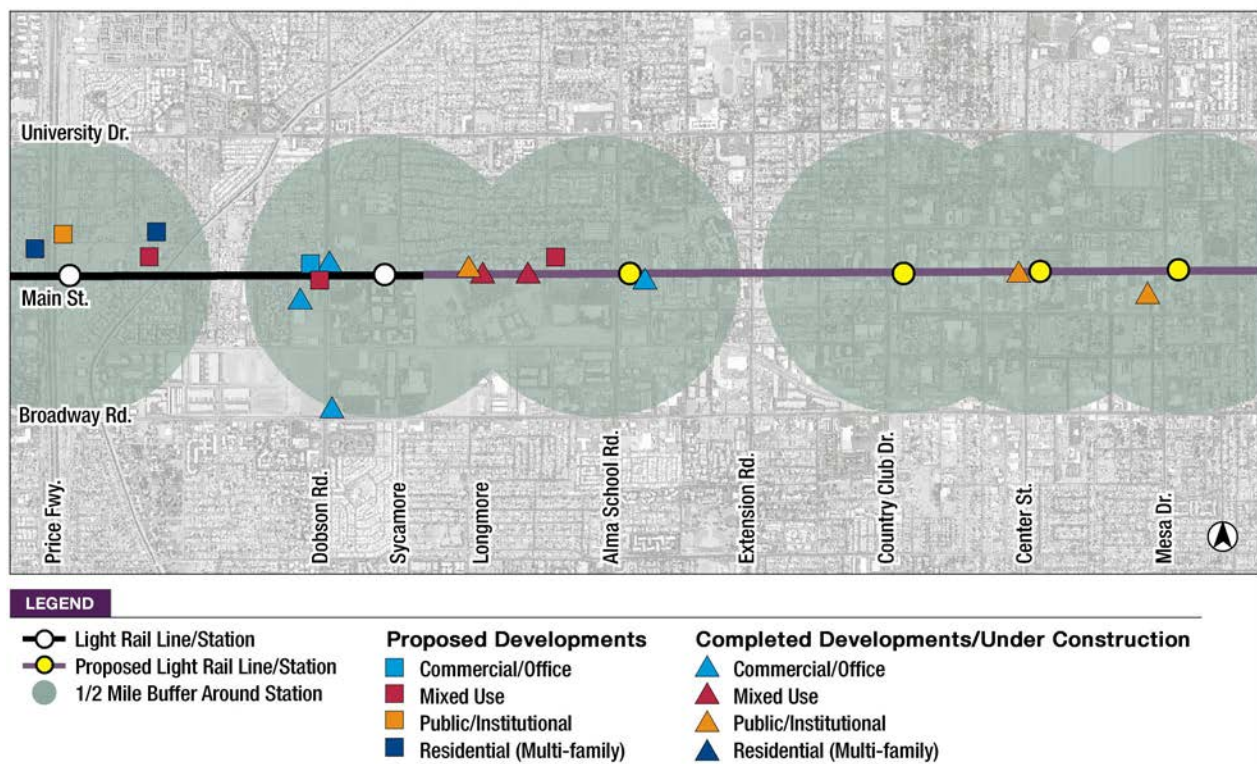 University Dr.
Main St.
Broadway Rd.
Price Fwy.
Dobson Rd.
Sycamore
Longmore
Alma School Rd.
Extension Rd.
Country Club Dr.
Center St.
Mesa Dr.
LEGEND
Light Rail Line/Station
Proposed Light Rail Line/Station
1/2 Mile Buffer Around Station
Proposed Developments
Commercial/Office
Mixed Use
Public/Institutional
Residential (Multi-family)
Completed Developments/Under Construction
Commercial/Office
Mixed Use
Public/Institutional
Residential (Multi-family)